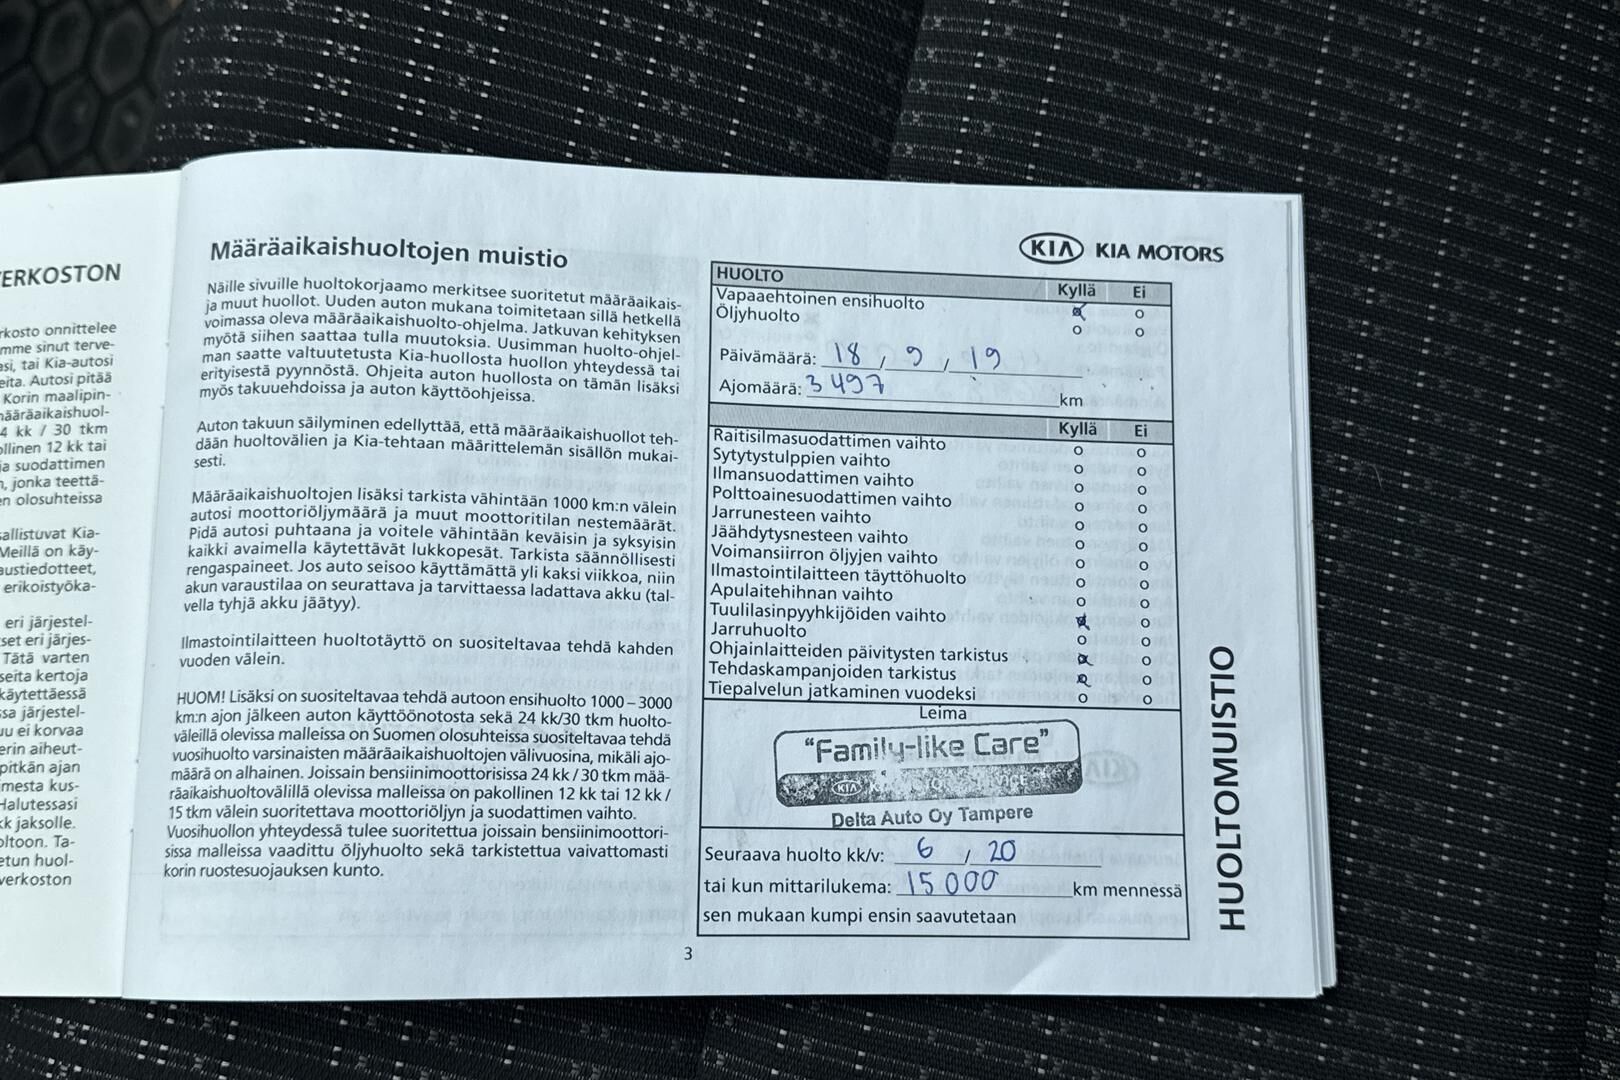 ERKOSTON
rkosto onnittelee
mme sinut terve-
asi, tai Kia-autosi
eita. Autosi pitää
Korin maalipin-
määräaikaishuol-
4 kk / 30 tkm
ollinen 12 kk tai
ja suodattimen
n, jonka teettä-
en olosuhteissa
sallistuvat Kia-
Meillä on käy-
austiedotteet,
erikoistyöka-
eri järjestel-
set eri järjes-
Tätä varten
seita kertoja
käytettäessä
ssa järjestel-
uu ei korvaa
erin aiheut-
pitkän ajan
mesta kus-
Halutessasi
kk jaksolle.
oltoon. Ta-
etun huol-
verkoston
Määräaikaishuoltojen muistio
Näille sivuille huoltokorjaamo merkitsee suoritetut määräaikais-
ja muut huollot. Uuden auton mukana toimitetaan sillä hetkellä
voimassa oleva määräaikaishuolto-ohjelma. Jatkuvan kehityksen
myötä siihen saattaa tulla muutoksia. Uusimman huolto-ohjel-
man saatte valtuutetusta Kia-huollosta huollon yhteydessä tai
erityisestä pyynnöstä. Ohjeita auton huollosta on tämän lisäksi
myös takuuehdoissa ja auton käyttöohjeissa.
Auton takuun säilyminen edellyttää, että määräaikaishuollot teh-
dään huoltovälien ja Kia-tehtaan määrittelemän sisällön mukai-
sesti.
Määräaikaishuoltojen lisäksi tarkista vähintään 1000 km:n välein
autosi moottoriöljymäärä ja muut moottoritilan nestemäärät.
Pidä autosi puhtaana ja voitele vähintään keväisin ja syksyisin
kaikki avaimella käytettävät lukkopesät. Tarkista säännöllisesti
rengaspaineet. Jos auto seisoo käyttämättä yli kaksi viikkoa, niin
akun varaustilaa on seurattava ja tarvittaessa ladattava akku (tal-
vella tyhjä akku jäätyy).
Ilmastointilaitteen huoltotäyttö on suositeltavaa tehdä kahden
vuoden välein.
HUOM! Lisäksi on suositeltavaa tehdä autoon ensihuolto 1000 – 3000
km:n ajon jälkeen auton käyttöönotosta sekä 24 kk/30 tkm huolto-
väleillä olevissa malleissa on Suomen olosuhteissa suositeltavaa tehdä
vuosihuolto varsinaisten määräaikaishuoltojen välivuosina, mikäli ajo-
määrä on alhainen. Joissain bensiinimoottorisissa 24 kk / 30 tkm mää-
räaikaishuoltovälillä olevissa malleissa on pakollinen 12 kk tai 12 kk /
15 tkm välein suoritettava moottoriöljyn ja suodattimen vaihto.
Vuosihuollon yhteydessä tulee suoritettua joissain bensiinimoottori-
sissa malleissa vaadittu öljyhuolto sekä tarkistettua vaivattomasti
korin ruostesuojauksen kunto.
3
KIA KIA MOTORS
HUOLTO Kyllä Ei
Vapaaehtoinen ensihuolto
Öljyhuolto
Päivämäärä: 18 , 9 , 19
Ajomäärä: 3 497 km
Kyllä Ei
Raitisilmasuodattimen vaihto
Sytytystulppien vaihto
Ilmansuodattimen vaihto
Polttoainesuodattimen vaihto
Jarrunesteen vaihto
Jäähdytysnesteen vaihto
Voimansiirron öljyjen vaihto
Ilmastointilaitteen täyttöhuolto
Apulaitehihnan vaihto
Tuulilasinpyyhkijöiden vaihto
Jarruhuolto
Ohjainlaitteiden päivitysten tarkistus
Tehdaskampanjoiden tarkistus
Tiepalvelun jatkaminen vuodeksi
Leima
"Family-like Care"
KIA
Delta Auto Oy Tampere
Seuraava huolto kk/v: 6 / 20
tai kun mittarilukema: 15 000 km mennessä
sen mukaan kumpi ensin saavutetaan
HUOLTOMUISTIO